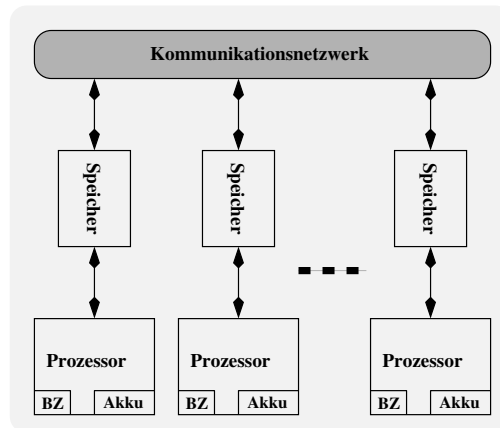 Kommunikationsnetzwerk
Speicher
Speicher
Speicher
Prozessor
Prozessor
Prozessor
BZ
Akku
BZ
Akku
BZ
Akku